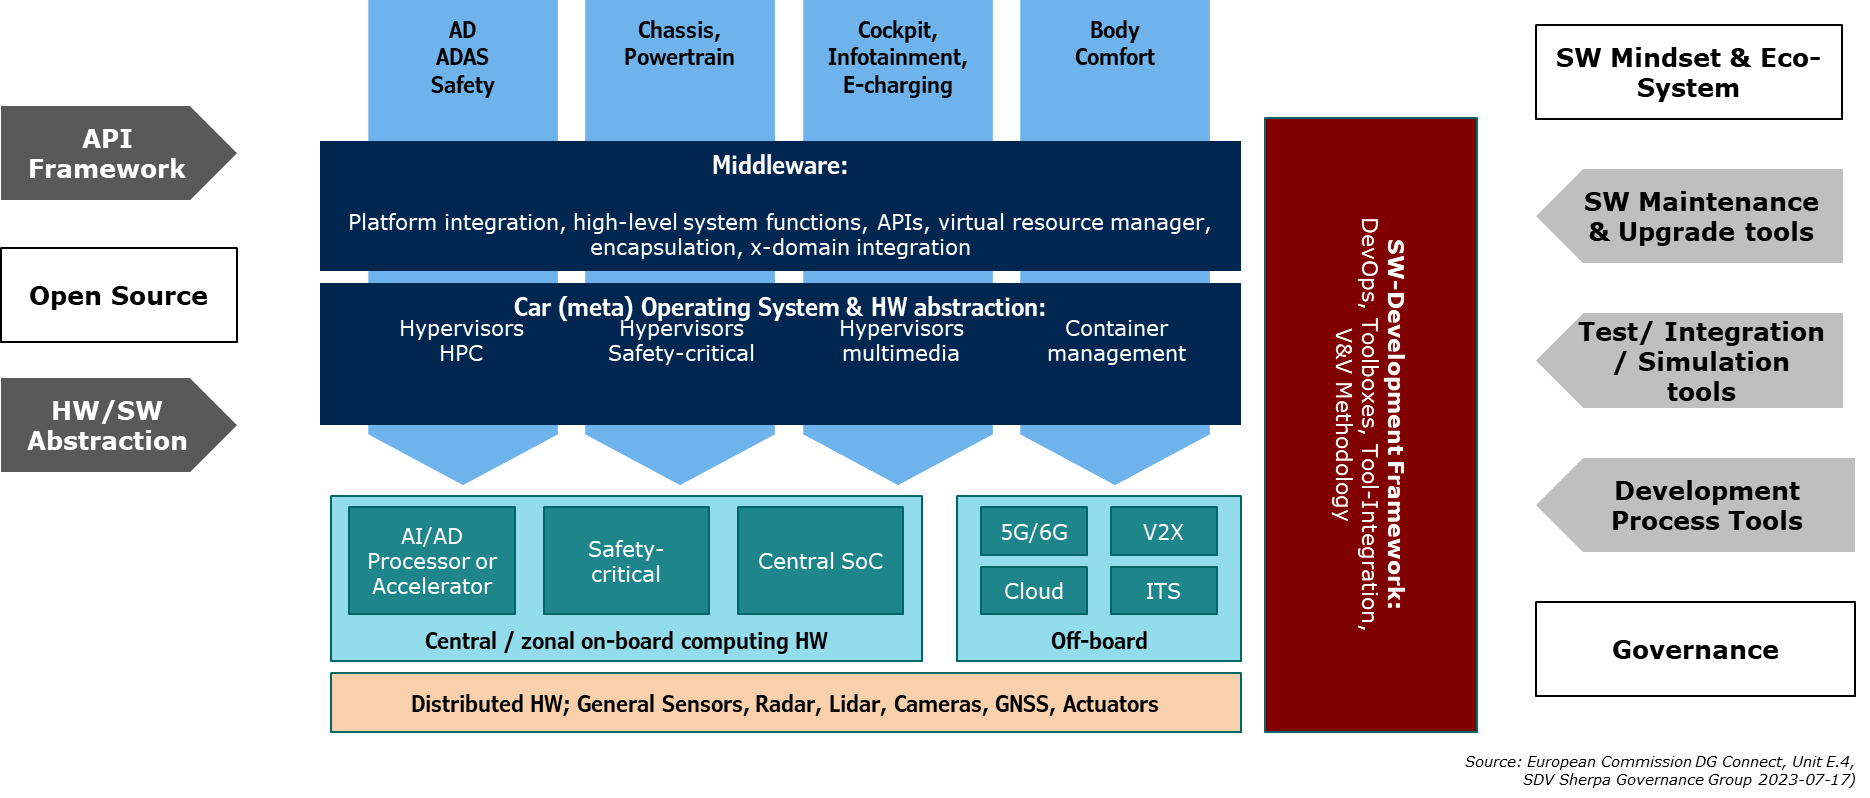 AD
ADAS
Safety
Chassis,
Powertrain
Cockpit,
Infotainment,
E-charging
Body
Comfort
API
Framework
Open Source
HW/SW
Abstraction
Middleware:
Platform integration, high-level system functions, APIs, virtual resource manager,
encapsulation, x-domain integration
Car (meta) Operating System & HW abstraction:
Hypervisors
HPC
Hypervisors
Safety-critical
Hypervisors
multimedia
Container
management
AI/AD
Processor or
Accelerator
Safety-
critical
Central SoC
Central / zonal on-board computing HW
5G/6G
V2X
Cloud
ITS
Off-board
Distributed HW; General Sensors, Radar, Lidar, Cameras, GNSS, Actuators
SW-Development Framework:
DevOps, Toolboxes, Tool-Integration,
V&V Methodology
SW Mindset & Eco-
System
SW Maintenance
& Upgrade tools
Test/ Integration
/ Simulation
tools
Development
Process Tools
Governance
Source: European Commission DG Connect, Unit E.4,
SDV Sherpa Governance Group 2023-07-17)